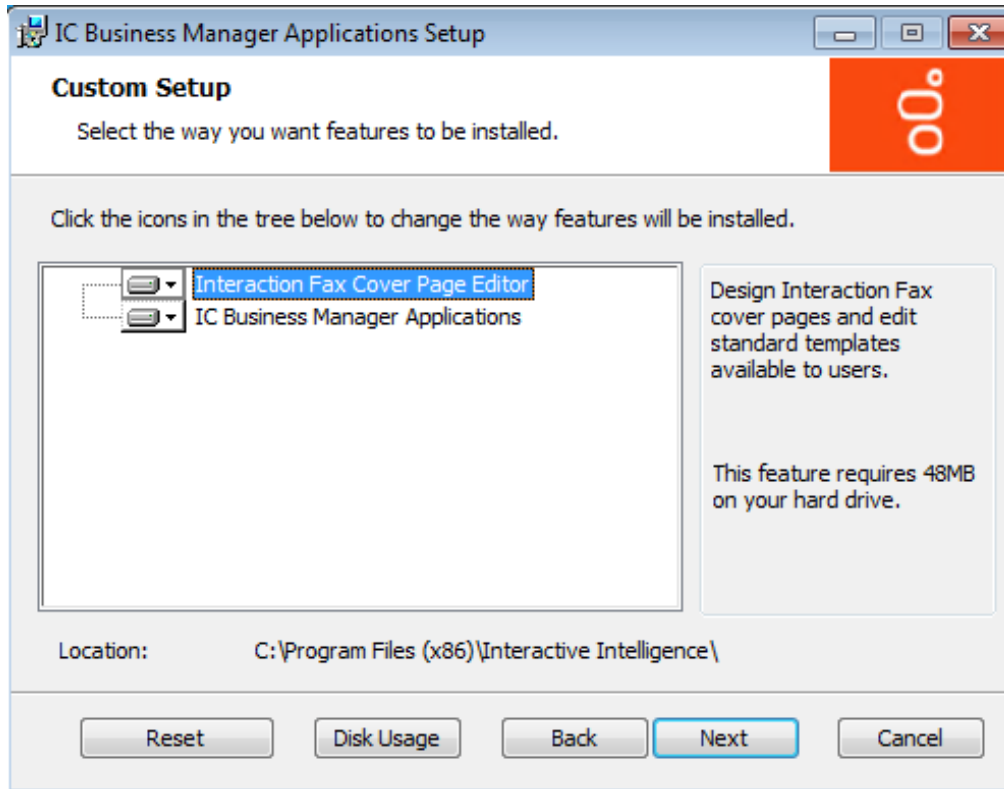 IC Business Manager Applications Setup
Custom Setup
Select the way you want features to be installed.
Click the icons in the tree below to change the way features will be installed.
Interaction Fax Cover Page Editor
IC Business Manager Applications
Design Interaction Fax
cover pages and edit
standard templates
available to users.
This feature requires 48MB
on your hard drive.
Location: C:\Program Files (x86)\Interactive Intelligence\
Reset Disk Usage Back Next Cancel